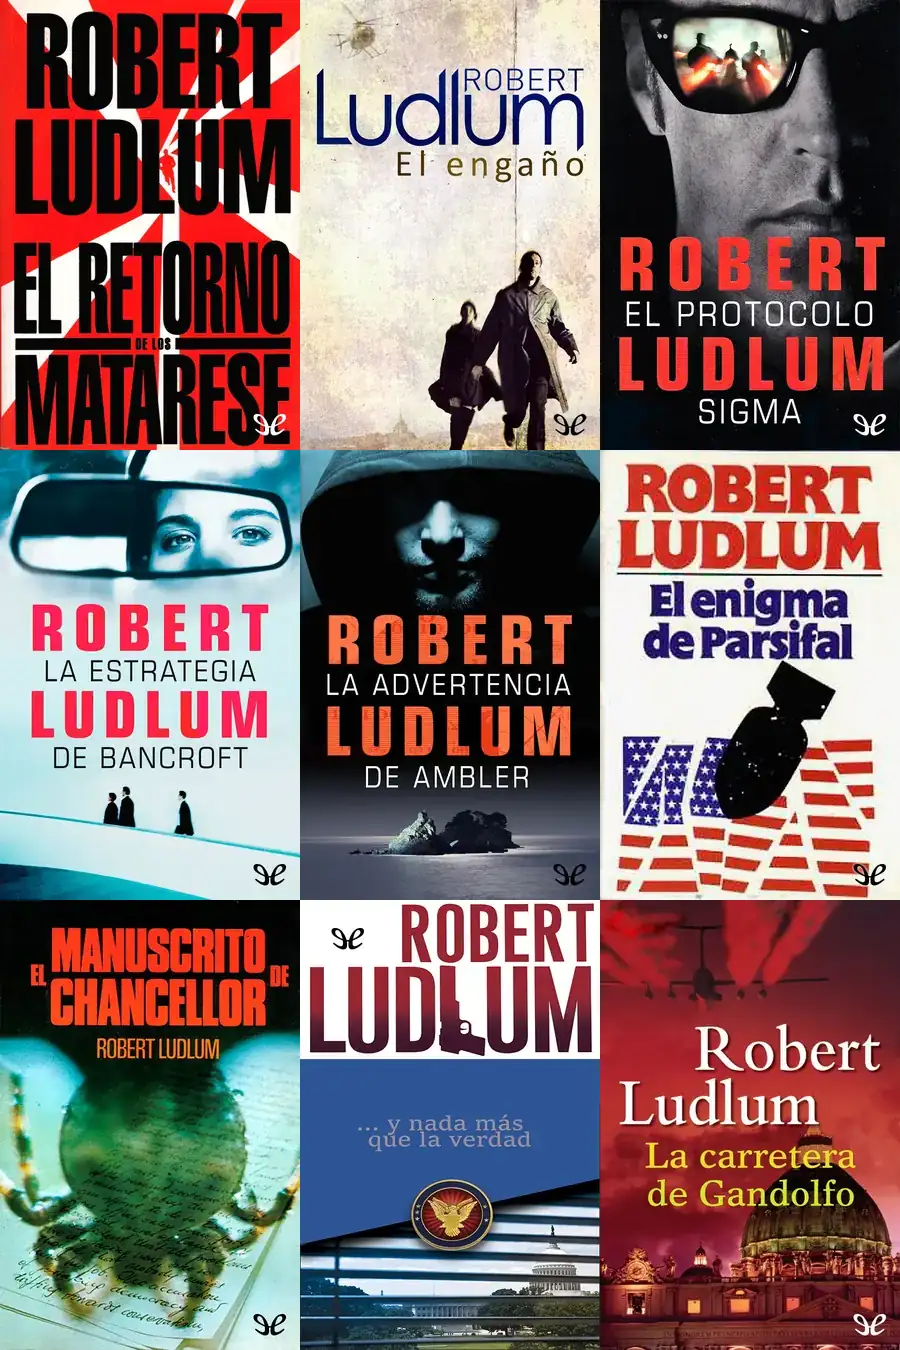 ROBERT
LUDLUM
EL RETORNO
DE LOS
MATARESE
ROBERT
Ludlum
El engaño
ROBERT
EL PROTOCOLO
LUDLUM
SIGMA
ROBERT
LA ESTRATEGIA
LUDLUM
DE BANCROFT
ROBERT
LA ADVERTENCIA
LUDLUM
DE AMBLER
ROBERT
LUDLUM
El enigma
de Parsifal
EL MANUSCRITO DE
CHANCELLOR
ROBERT LUDLUM
ROBERT
LUDLUM
... y nada más
que la verdad
Robert
Ludlum
La carretera
de Gandolfo